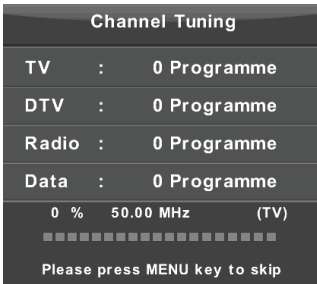 Channel Tuning
TV : 0 Programme
DTV : 0 Programme
Radio : 0 Programme
Data : 0 Programme
0 % 50.00 MHz (TV)
Please press MENU key to skip